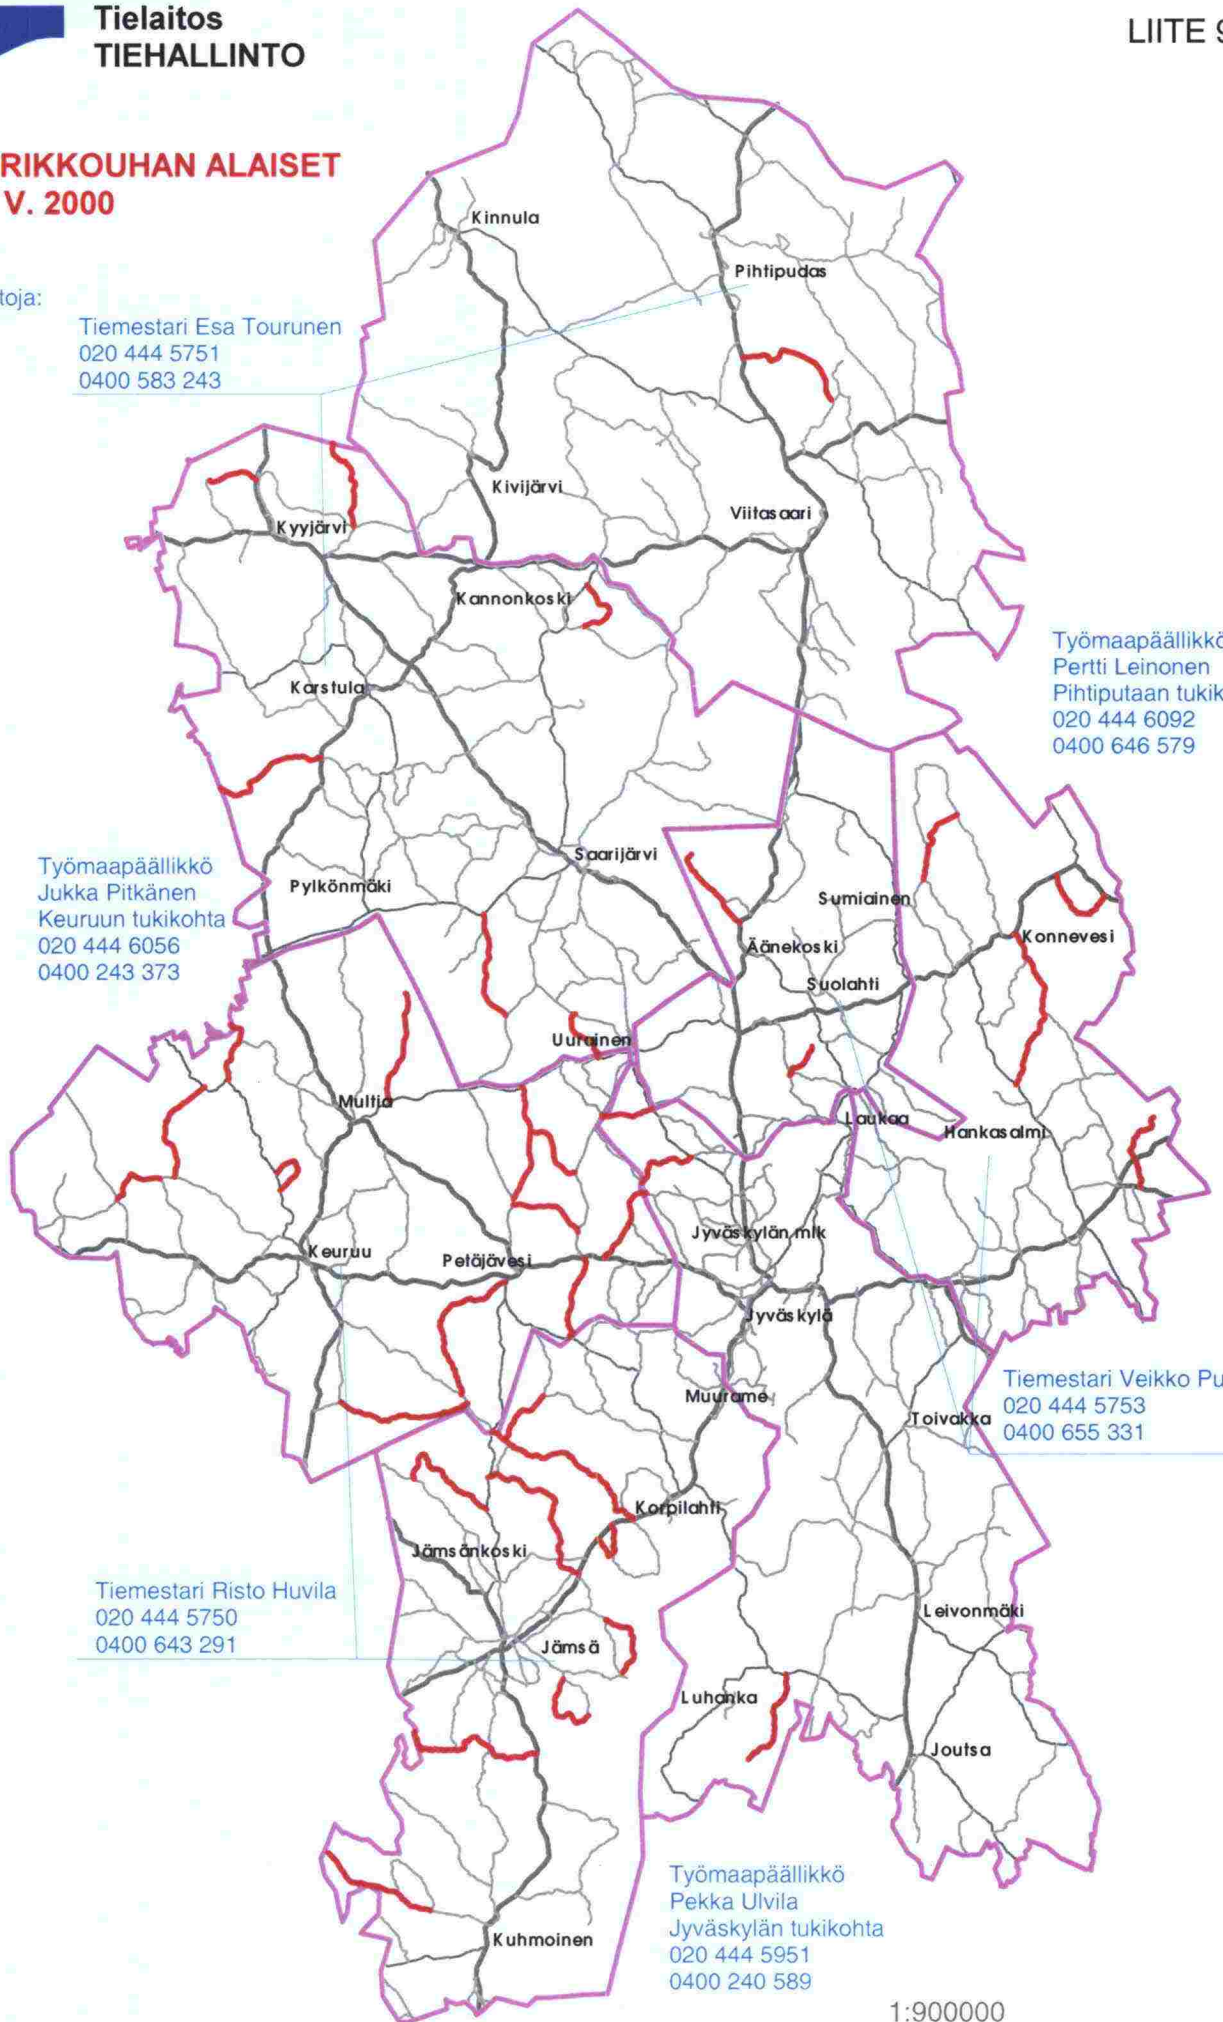 Tielaitos
TIEHALLINTO
LIITE 9
RIKKOUHAN ALAISET
V. 2000
toja:
Tiemestari Esa Tourunen
020 444 5751
0400 583 243
Kinnula
Pihtipudas
Kivijärvi
Viitasaari
Kyyjärvi
Kannonkoski
Karstula
Työmaapäällikkö
Pertti Leinonen
Pihtiputaan tukik
020 444 6092
0400 646 579
Saarijärvi
Työmaapäällikkö
Jukka Pitkänen
Keuruun tukikohta
020 444 6056
0400 243 373
Pylkönmäki
Sumiainen
Konnevesi
Äänekoski
Suolahti
Uurainen
Multia
Laukaa
Hankasalmi
Keuruu
Petäjävesi
Jyväskylän mlk
Jyväskylä
Muurame
Toivakka
Tiemestari Veikko Pu
020 444 5753
0400 655 331
Korpilahti
Jämsänkoski
Tiemestari Risto Huvila
020 444 5750
0400 643 291
Leivonmäki
Jämsä
Luhanka
Joutsa
Työmaapäällikkö
Pekka Ulvila
Jyväskylän tukikohta
020 444 5951
0400 240 589
Kuhmoinen
1:900000